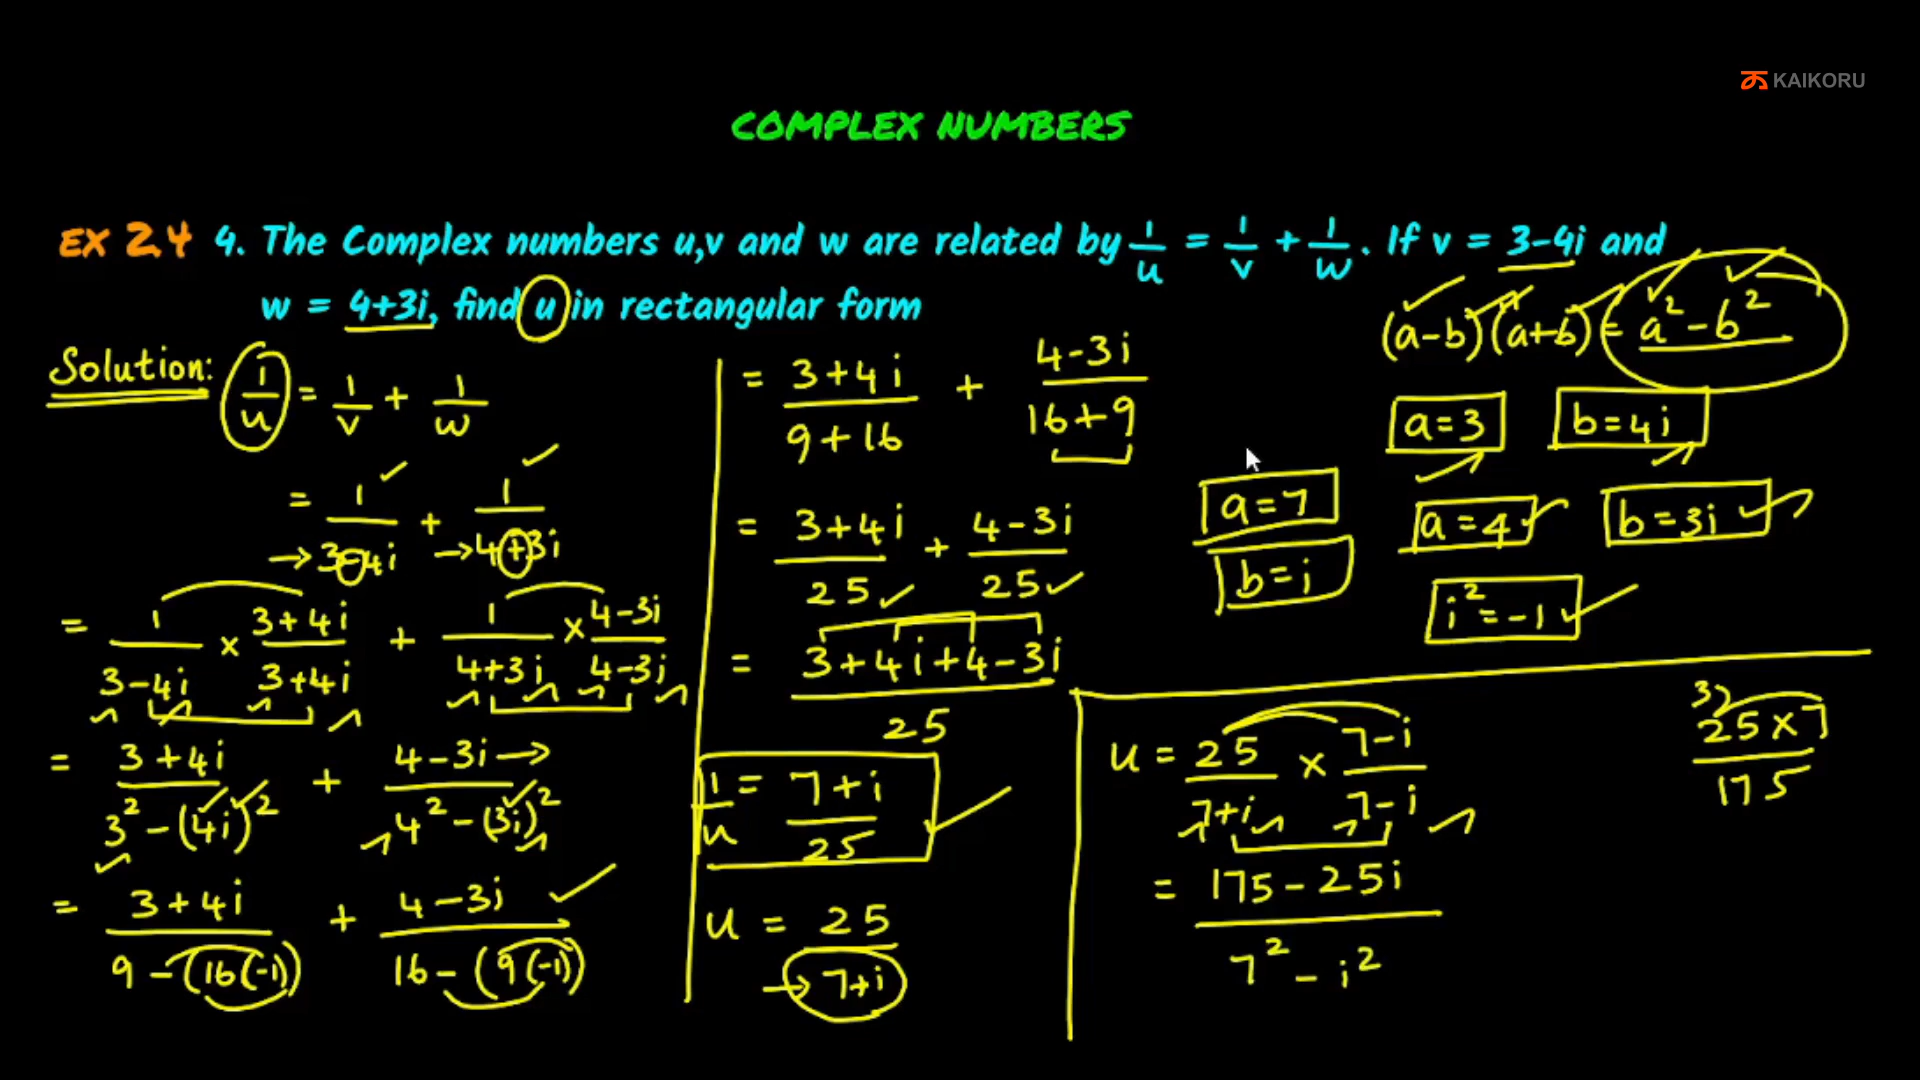 KAIKORU
COMPLEX NUMBERS
EX 2.4 4. The Complex numbers u,v and w are related by 1/u = 1/v + 1/w. If v = 3-4i and
w = 4+3i, find u in rectangular form
Solution: 1/u = 1/v + 1/w
= 1/(3-4i) + 1/(4+3i)
= 1/(3-4i) × (3+4i)/(3+4i) + 1/(4+3i) × (4-3i)/(4-3i)
= (3+4i)/(3² - (4i)²) + (4-3i)/(4² - (3i)²)
= (3+4i)/(9 - (16(-1))) + (4-3i)/(16 - (9(-1)))
= (3+4i)/(9+16) + (4-3i)/(16+9)
= (3+4i)/25 + (4-3i)/25
= (3+4i+4-3i)/25
1/u = (7+i)/25
u = 25/(7+i)
(a-b)(a+b) = a²-b²
a=3 b=4i
a=7 a=4 b=3i
b=i
i²=-1
u = 25/(7+i) × (7-i)/(7-i)
= (175-25i)/(7² - i²)
3
25×7
175